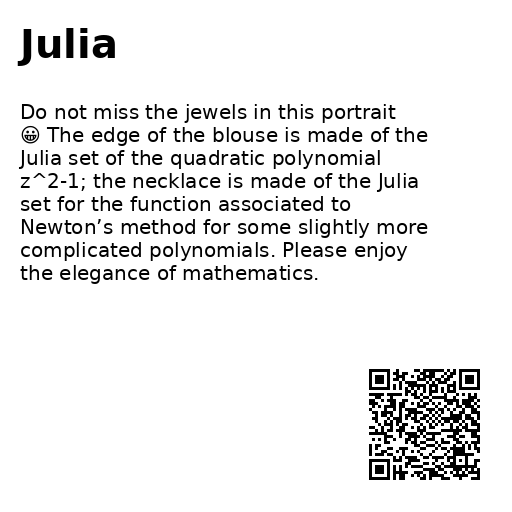 Julia
Do not miss the jewels in this portrait
😀 The edge of the blouse is made of the
Julia set of the quadratic polynomial
z^2-1; the necklace is made of the Julia
set for the function associated to
Newton’s method for some slightly more
complicated polynomials. Please enjoy
the elegance of mathematics.